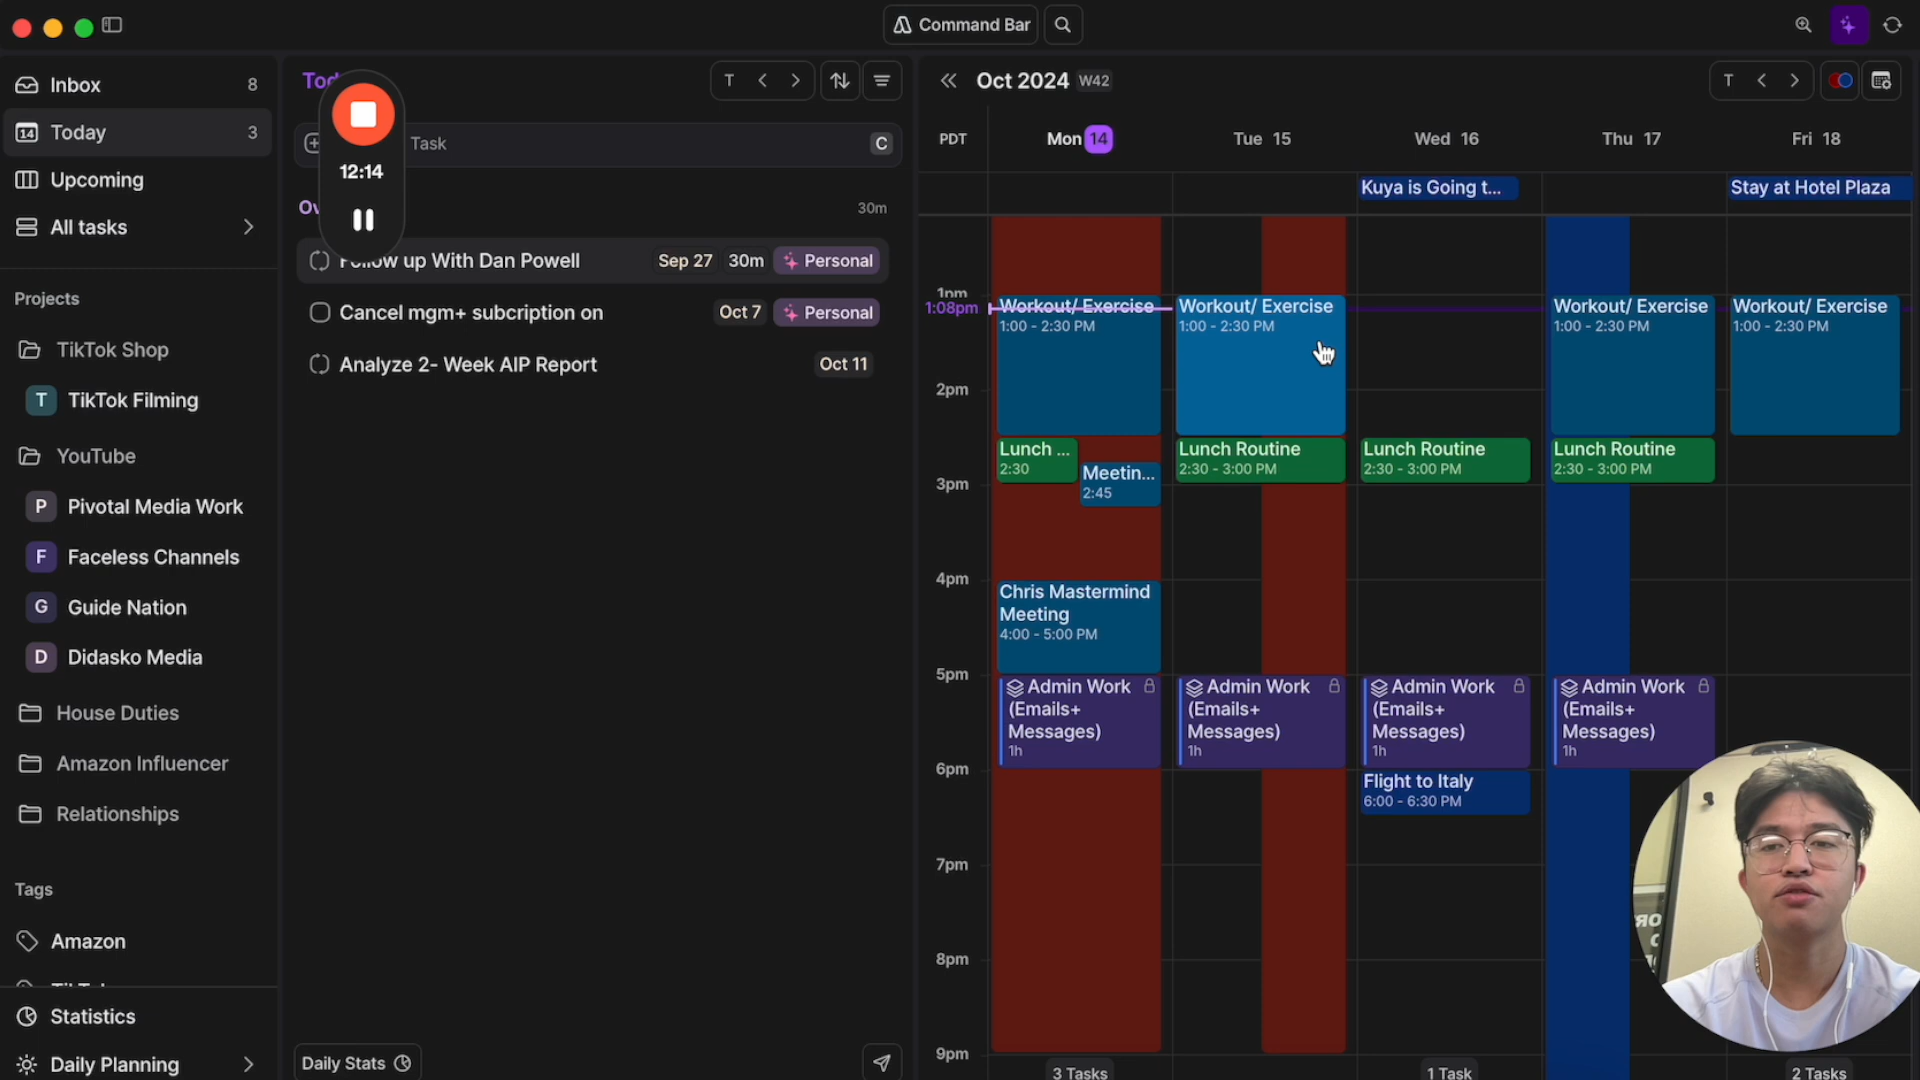 Command Bar
Inbox
8
14
Today
3
Upcoming
All tasks
Projects
TikTok Shop
T
TikTok Filming
YouTube
P
Pivotal Media Work
F
Faceless Channels
G
Guide Nation
D
Didasko Media
House Duties
Amazon Influencer
Relationships
Tags
Amazon
Statistics
Daily Planning
12:14
T
Task
C
30m
Follow up With Dan Powell
Sep 27
30m
Personal
Cancel mgm+ subcription on
Oct 7
Personal
Analyze 2- Week AIP Report
Oct 11
Daily Stats
Oct 2024
W42
T
PDT
Mon 14
Tue 15
Wed 16
Thu 17
Fri 18
Kuya is Going t...
Stay at Hotel Plaza
1pm
1:08pm
2pm
3pm
4pm
5pm
6pm
7pm
8pm
9pm
Workout/ Exercise
1:00 - 2:30 PM
Lunch ...
2:30
Meetin...
2:45
Chris Mastermind
Meeting
4:00 - 5:00 PM
Admin Work
(Emails+
Messages)
1h
3 Tasks
Workout/ Exercise
1:00 - 2:30 PM
Lunch Routine
2:30 - 3:00 PM
Admin Work
(Emails+
Messages)
1h
Lunch Routine
2:30 - 3:00 PM
Admin Work
(Emails+
Messages)
1h
Flight to Italy
6:00 - 6:30 PM
1 Task
Workout/ Exercise
1:00 - 2:30 PM
Lunch Routine
2:30 - 3:00 PM
Admin Work
(Emails+
Messages)
1h
Workout/ Exercise
1:00 - 2:30 PM
2 Tasks